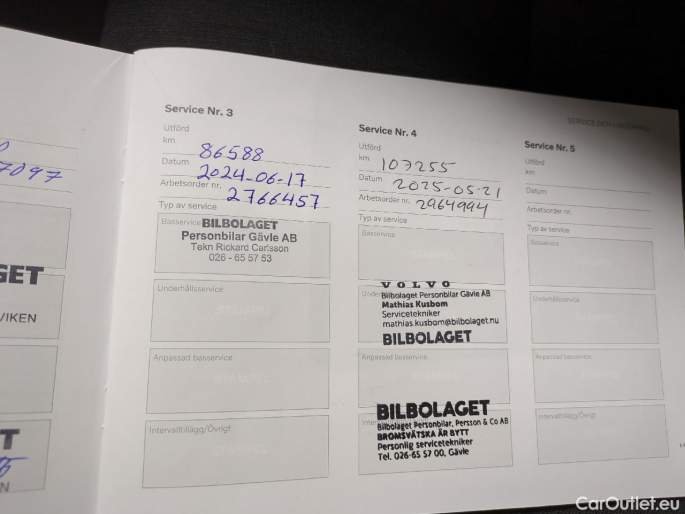 7097
GET
VIKEN
T
N
Service Nr. 3
Utförd
km 86588
Datum 2024-06-17
Arbetsorder nr. 2766457
Typ av service
Basservice
BILBOLAGET
Personbilar Gävle AB
Tekn Rickard Carlsson
026 - 65 57 53
Underhållsservice
Anpassad basservice
Intervalltillägg/Övrigt
Service Nr. 4
Utförd
km 107255
Datum 2025-05-21
Arbetsorder nr. 2964994
Typ av service
Basservice
VOLVO
Bilbolaget Personbilar Gävle AB
Mathias Kusbom
Servicetekniker
mathias.kusbom@bilbolaget.nu
BILBOLAGET
Anpassad basservice
BILBOLAGET
Bilbolaget Personbilar, Persson & Co AB
BROMSVÄTSKA ÄR BYTT
Personlig servicetekniker
Tel. 026-65 57 00, Gävle
Service Nr. 5
Utförd
km
Datum
Arbetsorder nr.
Typ av service
Basservice
Underhållsservice
Anpassad basservice
Intervalltillägg/Övrigt
CarOutlet.eu